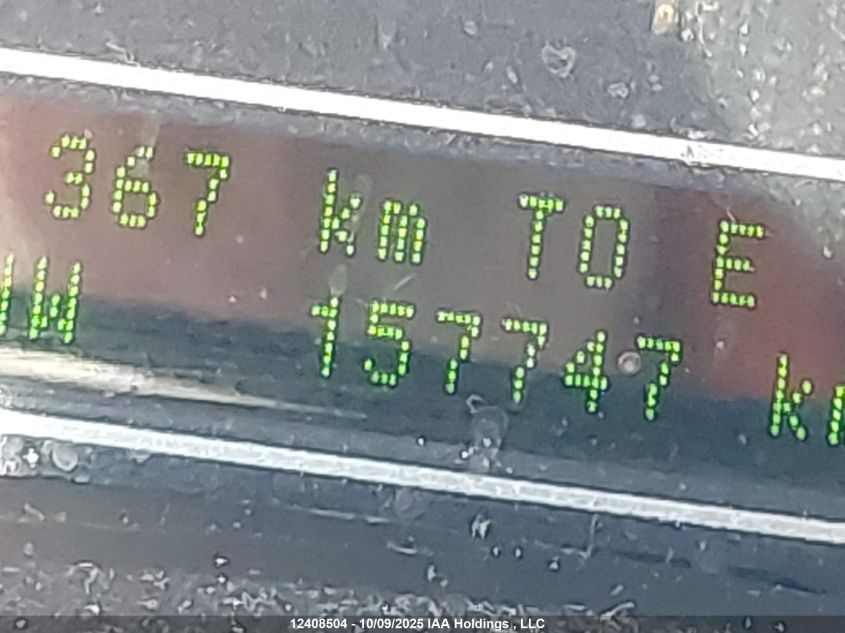 367 km TO E
W 157747 k
12408504 - 10/09/2025 IAA Holdings , LLC